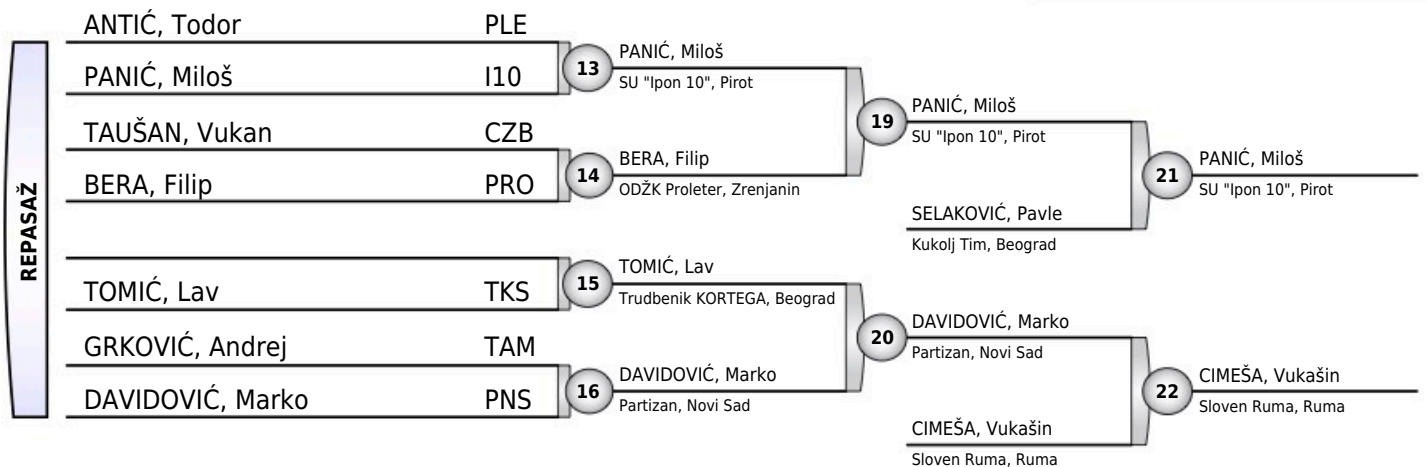 REPASAŽ
ANTIĆ, Todor PLE
PANIĆ, Miloš I10
TAUŠAN, Vukan CZB
BERA, Filip PRO
TOMIĆ, Lav TKS
GRKOVIĆ, Andrej TAM
DAVIDOVIĆ, Marko PNS
13
PANIĆ, Miloš
SU "Ipon 10", Pirot
14
BERA, Filip
ODŽK Proleter, Zrenjanin
15
TOMIĆ, Lav
Trudbenik KORTEGA, Beograd
16
DAVIDOVIĆ, Marko
Partizan, Novi Sad
19
PANIĆ, Miloš
SU "Ipon 10", Pirot
SELAKOVIĆ, Pavle
Kukolj Tim, Beograd
20
DAVIDOVIĆ, Marko
Partizan, Novi Sad
CIMEŠA, Vukašin
Sloven Ruma, Ruma
21
PANIĆ, Miloš
SU "Ipon 10", Pirot
22
CIMEŠA, Vukašin
Sloven Ruma, Ruma